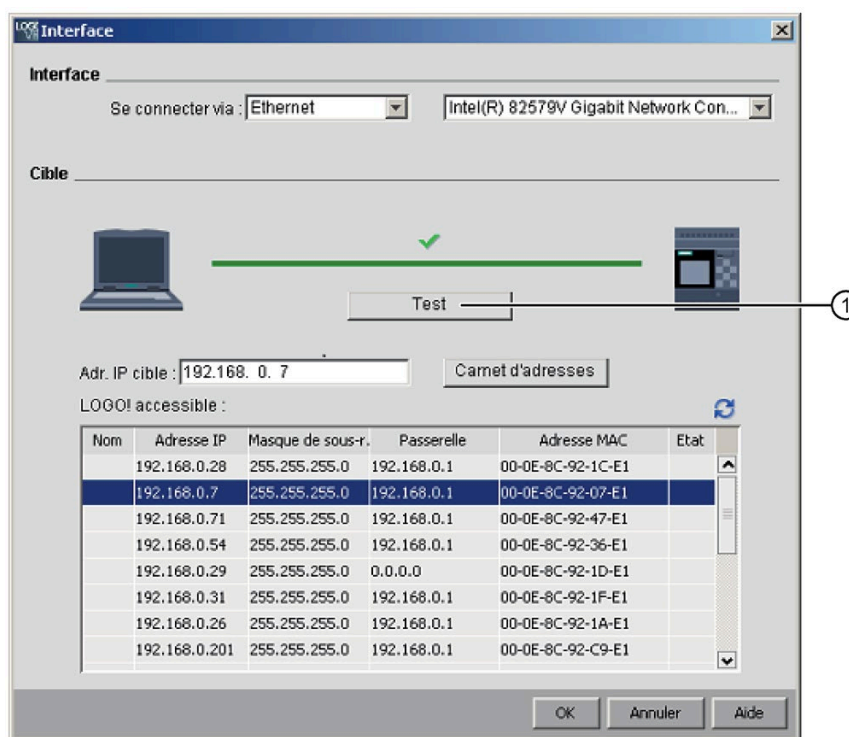 LOGO! Interface
Interface
Se connecter via : Ethernet Intel(R) 82579V Gigabit Network Con...
Cible
Test 1
Adr. IP cible : 192.168. 0. 7 Carnet d'adresses
LOGO! accessible :
Nom Adresse IP Masque de sous-r. Passerelle Adresse MAC Etat
192.168.0.28 255.255.255.0 192.168.0.1 00-0E-8C-92-1C-E1
192.168.0.7 255.255.255.0 192.168.0.1 00-0E-8C-92-07-E1
192.168.0.71 255.255.255.0 192.168.0.1 00-0E-8C-92-47-E1
192.168.0.54 255.255.255.0 192.168.0.1 00-0E-8C-92-36-E1
192.168.0.29 255.255.255.0 0.0.0.0 00-0E-8C-92-1D-E1
192.168.0.31 255.255.255.0 192.168.0.1 00-0E-8C-92-1F-E1
192.168.0.26 255.255.255.0 192.168.0.1 00-0E-8C-92-1A-E1
192.168.0.201 255.255.255.0 192.168.0.1 00-0E-8C-92-C9-E1
OK Annuler Aide